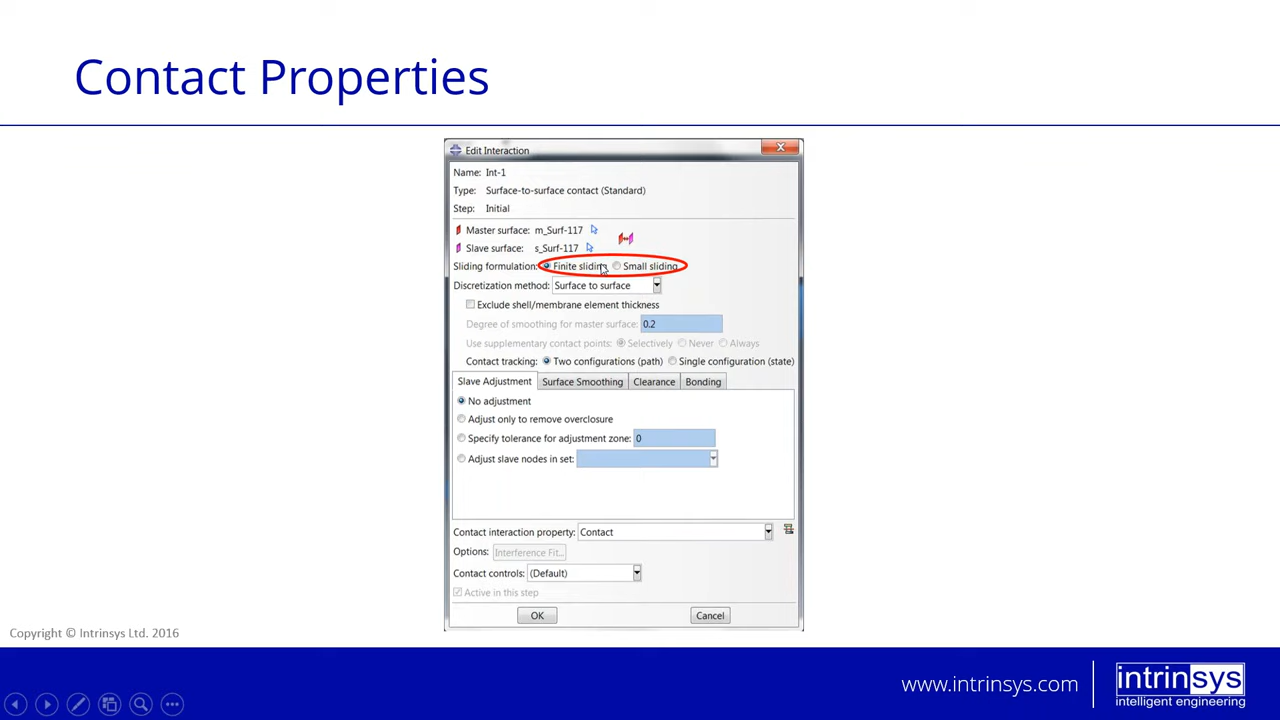 Contact Properties
Edit Interaction
Name: Int-1
Type: Surface-to-surface contact (Standard)
Step: Initial
Master surface: m_Surf-117
Slave surface: s_Surf-117
Sliding formulation: Finite sliding Small sliding
Discretization method: Surface to surface
Exclude shell/membrane element thickness
Degree of smoothing for master surface: 0.2
Use supplementary contact points: Selectively Never Always
Contact tracking: Two configurations (path) Single configuration (state)
Slave Adjustment Surface Smoothing Clearance Bonding
No adjustment
Adjust only to remove overclosure
Specify tolerance for adjustment zone: 0
Adjust slave nodes in set:
Contact interaction property: Contact
Options: Interference Fit...
Contact controls: (Default)
Active in this step
OK Cancel
Copyright © Intrinsys Ltd. 2016
www.intrinsys.com
intrinsys
intelligent engineering